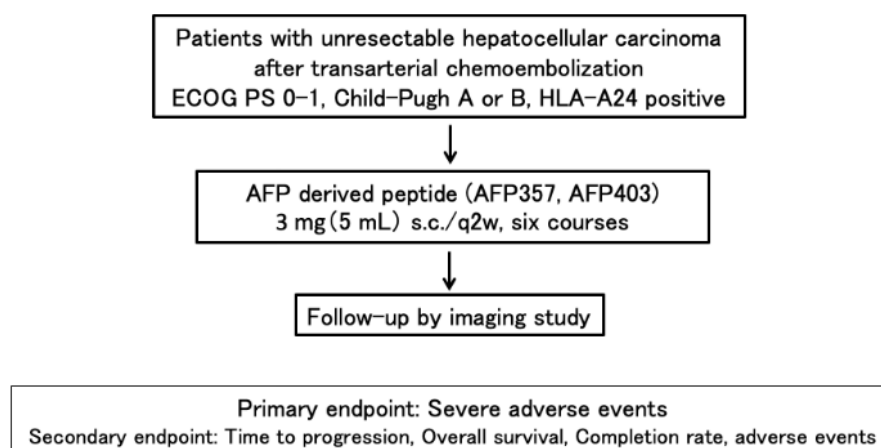 Patients with unresectable hepatocellular carcinoma
after transarterial chemoembolization
ECOG PS 0-1, Child-Pugh A or B, HLA-A24 positive
AFP derived peptide (AFP357, AFP403)
3 mg(5 mL) s.c./q2w, six courses
Follow-up by imaging study
Primary endpoint: Severe adverse events
Secondary endpoint: Time to progression, Overall survival, Completion rate, adverse events